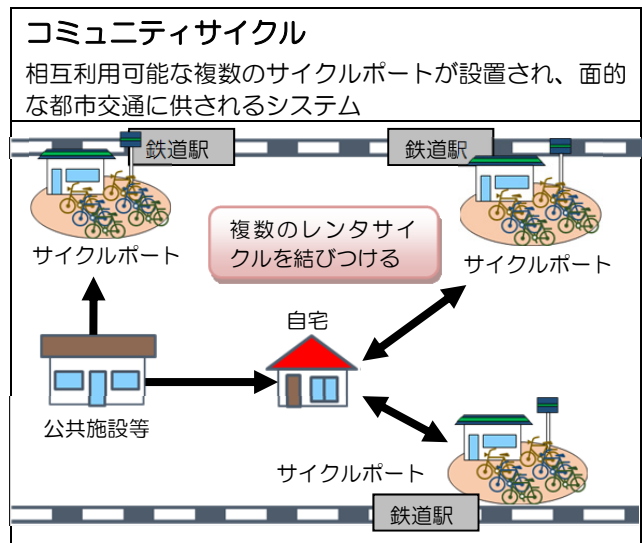 コミュニティサイクル
相互利用可能な複数のサイクルポートが設置され、面的
な都市交通に供されるシステム
鉄道駅
鉄道駅
サイクルポート
複数のレンタサイ
クルを結びつける
サイクルポート
自宅
公共施設等
サイクルポート
鉄道駅